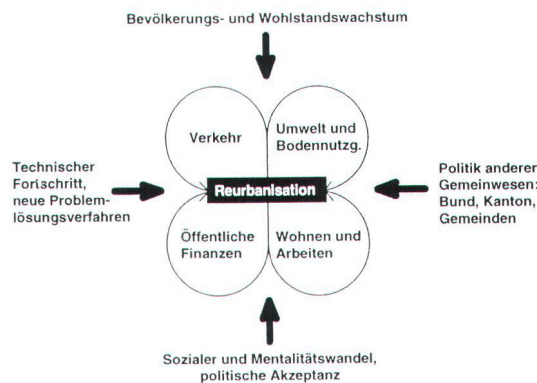 Bevölkerungs- und Wohlstandswachstum
Verkehr
Umwelt und
Bodennutzg.
Technischer
Fortschritt,
neue Problem-
lösungsverfahren
Reurbanisation
Politik anderer
Gemeinwesen:
Bund, Kanton,
Gemeinden
Öffentliche
Finanzen
Wohnen und
Arbeiten
Sozialer und Mentalitätswandel,
politische Akzeptanz